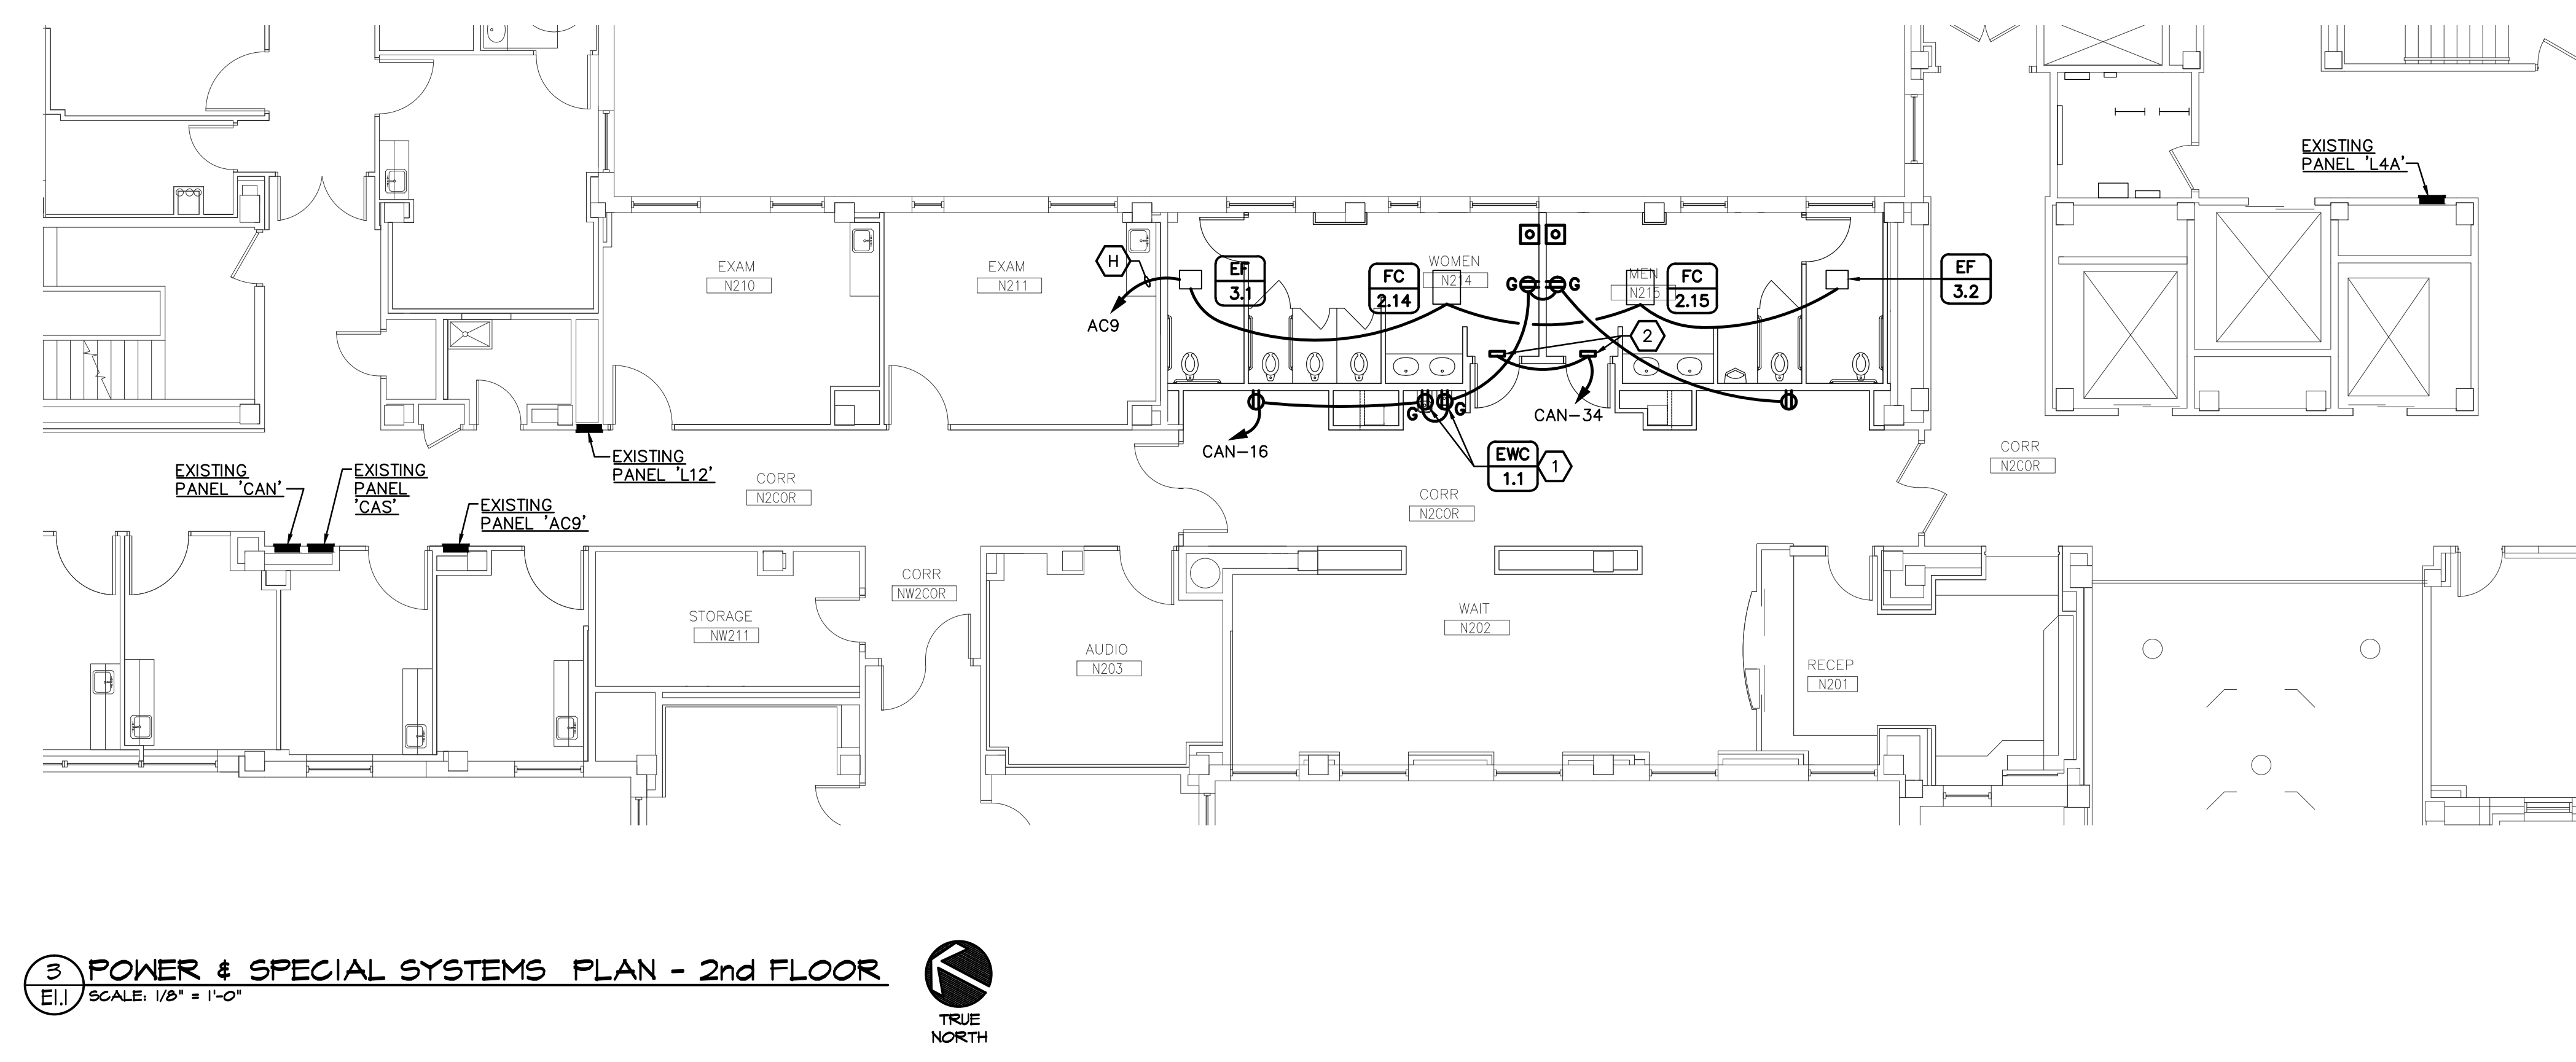 EXISTING
PANEL 'L4A'
EXAM
N210
EXAM
N211
H
AC9
EF
3.1
FC
2.14
WOMEN
N214
G
G
MEN
N215
FC
2.15
EF
3.2
2
G
G
CAN-34
CAN-16
EWC
1.1
1
EXISTING
PANEL 'L12'
EXISTING
PANEL 'CAN'
EXISTING
PANEL
'CAS'
EXISTING
PANEL 'AC9'
CORR
N2COR
CORR
N2COR
CORR
N2COR
CORR
NW2COR
STORAGE
NW211
AUDIO
N203
WAIT
N202
RECEP
N201
3
E1.1
POWER & SPECIAL SYSTEMS PLAN - 2nd FLOOR
SCALE: 1/8" = 1'-0"
TRUE
NORTH